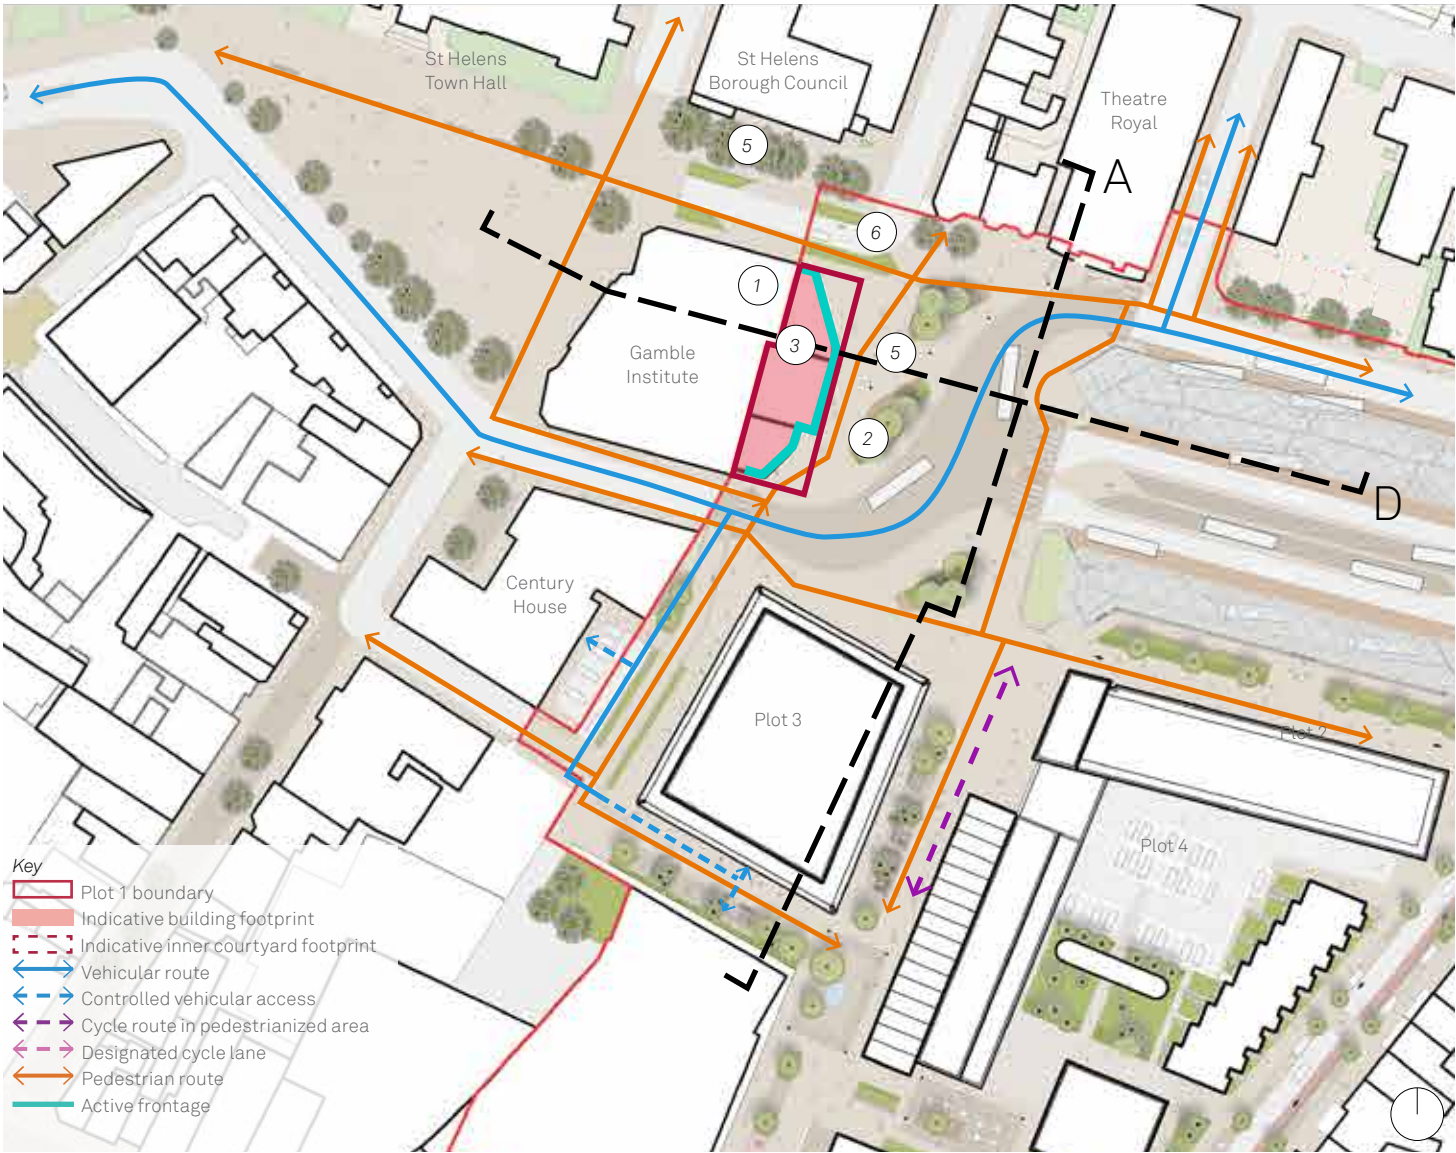 St Helens
Town Hall
St Helens
Borough Council
Theatre
Royal
5
A
6
1
3
5
Gamble
Institute
2
D
Century
House
Plot 3
Plot 2
Plot 4
Key
Plot 1 boundary
Indicative building footprint
Indicative inner courtyard footprint
Vehicular route
Controlled vehicular access
Cycle route in pedestrianized area
Designated cycle lane
Pedestrian route
Active frontage